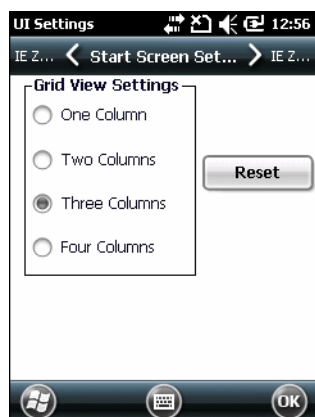 UI Settings 12:56
IE Z... Start Screen Set... IE Z...
Grid View Settings
One Column
Two Columns
Reset
Three Columns
Four Columns
OK